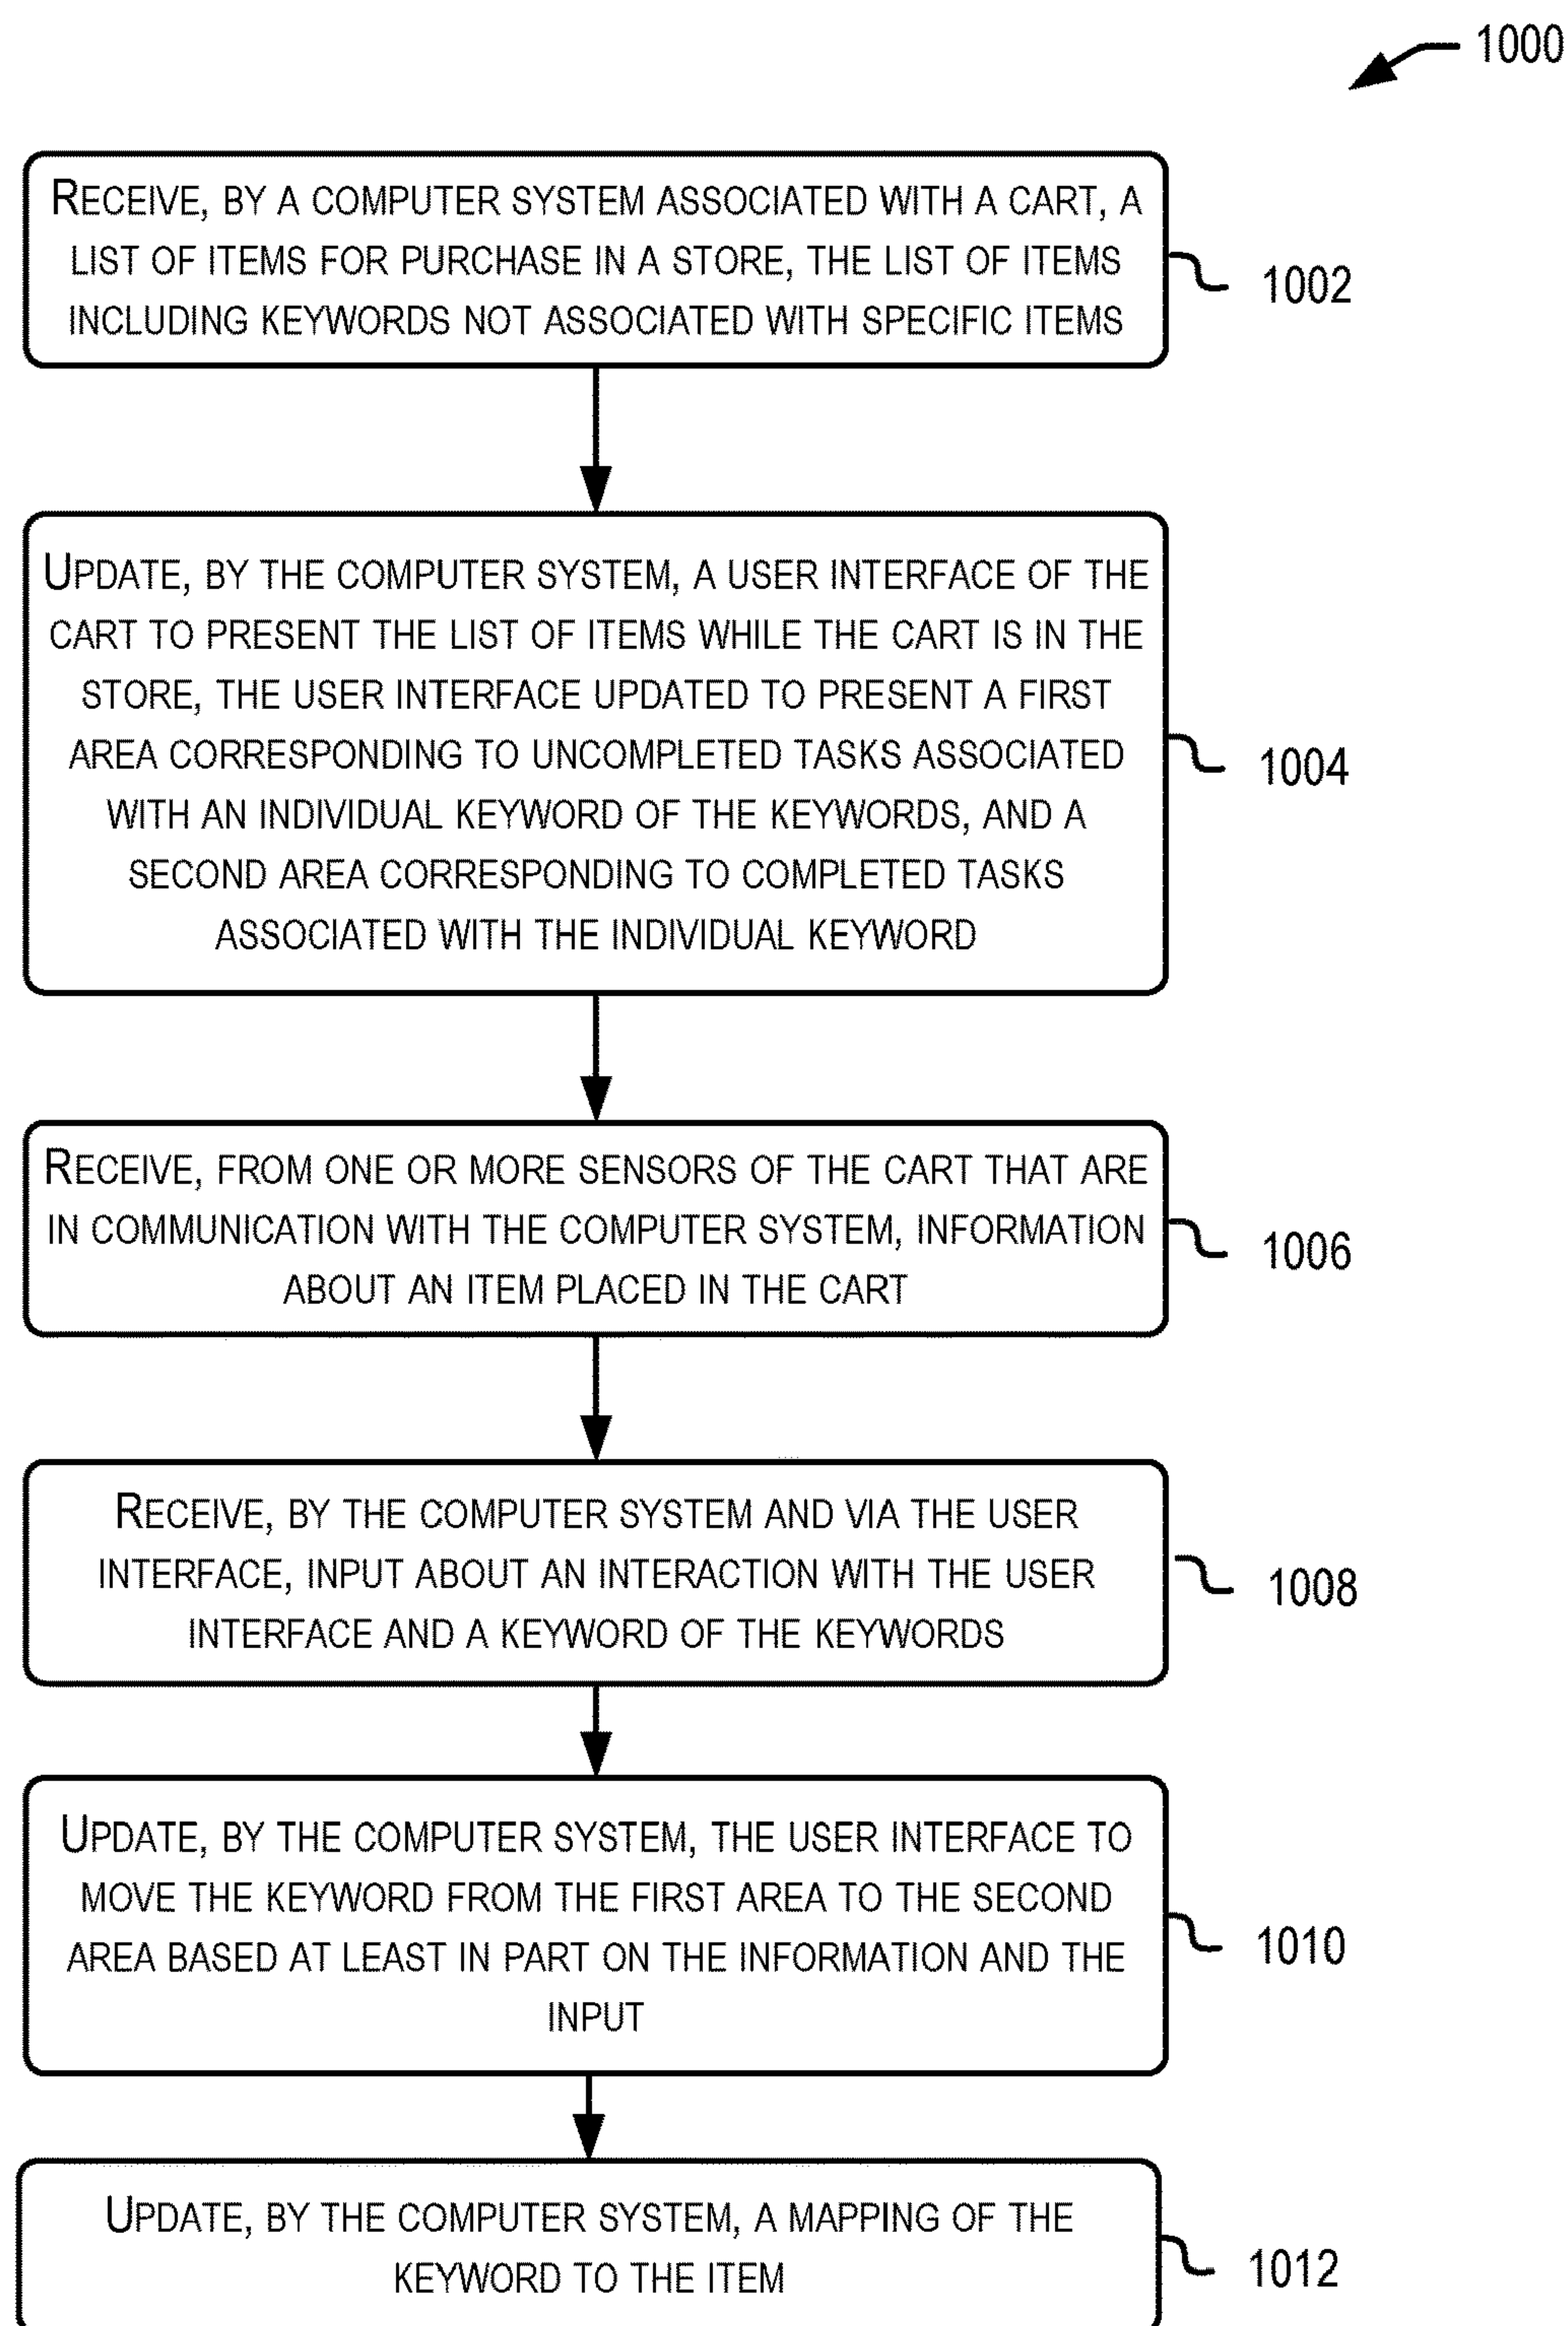 1000
RECEIVE, BY A COMPUTER SYSTEM ASSOCIATED WITH A CART, A
LIST OF ITEMS FOR PURCHASE IN A STORE, THE LIST OF ITEMS
INCLUDING KEYWORDS NOT ASSOCIATED WITH SPECIFIC ITEMS
1002
UPDATE, BY THE COMPUTER SYSTEM, A USER INTERFACE OF THE
CART TO PRESENT THE LIST OF ITEMS WHILE THE CART IS IN THE
STORE, THE USER INTERFACE UPDATED TO PRESENT A FIRST
AREA CORRESPONDING TO UNCOMPLETED TASKS ASSOCIATED
WITH AN INDIVIDUAL KEYWORD OF THE KEYWORDS, AND A
SECOND AREA CORRESPONDING TO COMPLETED TASKS
ASSOCIATED WITH THE INDIVIDUAL KEYWORD
1004
RECEIVE, FROM ONE OR MORE SENSORS OF THE CART THAT ARE
IN COMMUNICATION WITH THE COMPUTER SYSTEM, INFORMATION
ABOUT AN ITEM PLACED IN THE CART
1006
RECEIVE, BY THE COMPUTER SYSTEM AND VIA THE USER
INTERFACE, INPUT ABOUT AN INTERACTION WITH THE USER
INTERFACE AND A KEYWORD OF THE KEYWORDS
1008
UPDATE, BY THE COMPUTER SYSTEM, THE USER INTERFACE TO
MOVE THE KEYWORD FROM THE FIRST AREA TO THE SECOND
AREA BASED AT LEAST IN PART ON THE INFORMATION AND THE
INPUT
1010
UPDATE, BY THE COMPUTER SYSTEM, A MAPPING OF THE
KEYWORD TO THE ITEM
1012